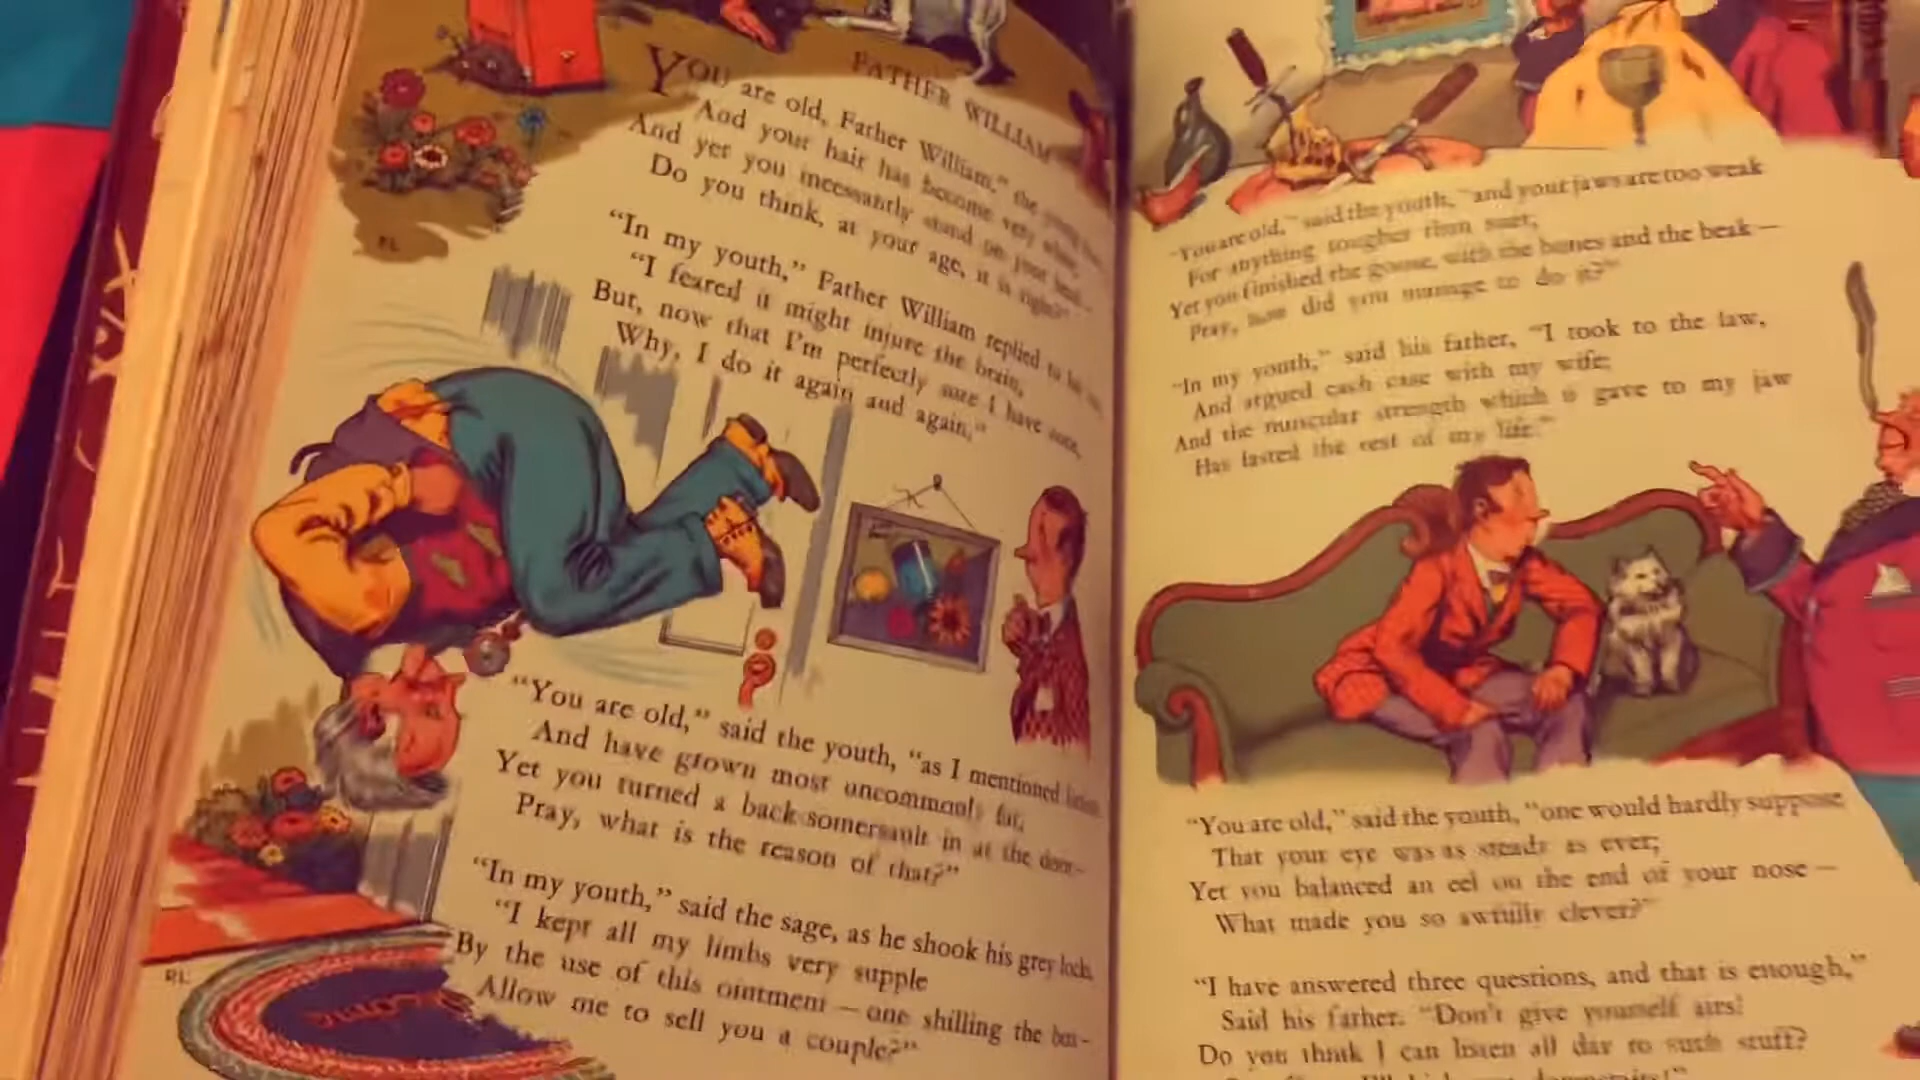 FATHER WILLIAM
You are old, Father William," the young
And your hair has become very white;
And yet you incessantly stand on your head —
Do you think, at your age, it is right?"
"In my youth," Father William replied to his
"I feared it might injure the brain,
But, now that I'm perfectly sure I have none,
Why, I do it again and again."
"You are old," said the youth, "as I mentioned
And have grown most uncommonly fat,
Yet you turned a back somersault in at the door—
Pray, what is the reason of that?"
"In my youth," said the sage, as he shook his grey locks,
"I kept all my limbs very supple
By the use of this ointment — one shilling the box—
Allow me to sell you a couple?"
RL
RL
Welcome
"You are old," said the youth, "and your jaws are too weak
For anything tougher than suet;
Yet you finished the goose, with the bones and the beak —
Pray, how did you manage to do it?"
"In my youth," said his father, "I took to the law,
And argued each case with my wife;
And the muscular strength which it gave to my jaw
Has lasted the rest of my life."
"You are old," said the youth, "one would hardly suppose
That your eye was as steady as ever;
Yet you balanced an eel on the end of your nose —
What made you so awfully clever?"
"I have answered three questions, and that is enough,"
Said his father. "Don't give yourself airs!
Do you think I can listen all day to such stuff?